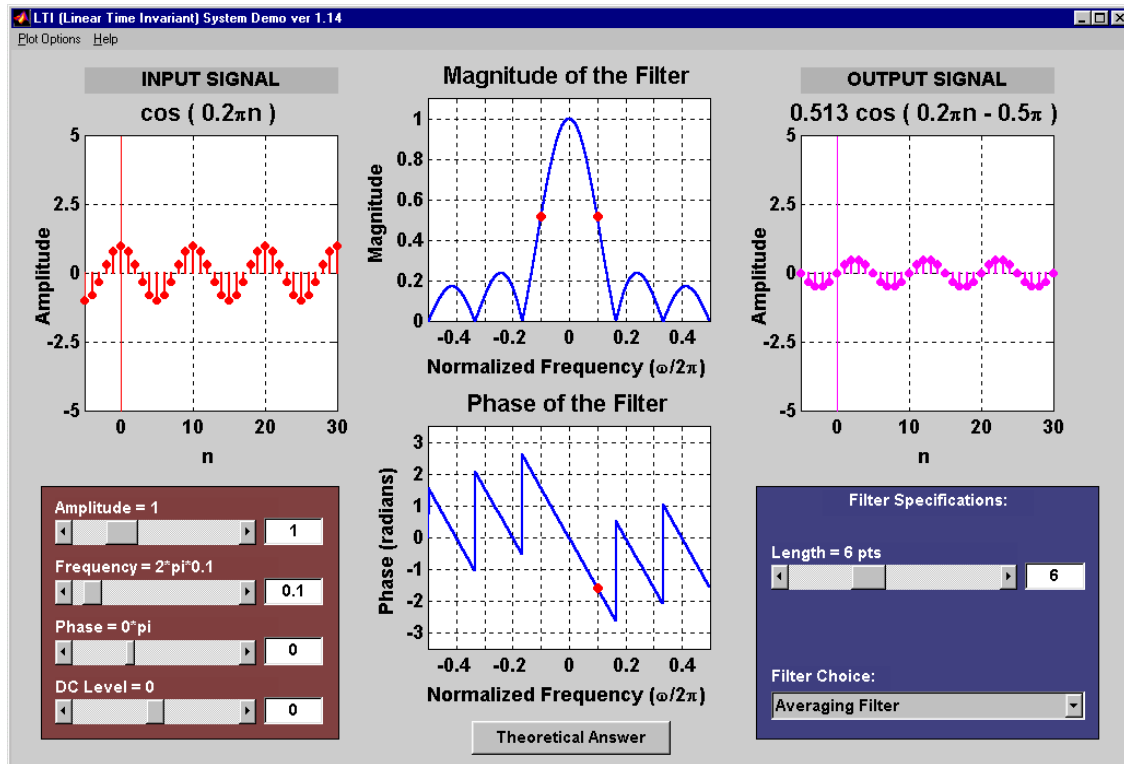 LTI (Linear Time Invariant) System Demo ver 1.14
Plot Options Help
INPUT SIGNAL
cos ( 0.2πn )
5
2.5
0
-2.5
-5
Amplitude
0 10 20 30
n
Magnitude of the Filter
1
0.8
0.6
0.4
0.2
0
Magnitude
-0.4 -0.2 0 0.2 0.4
Normalized Frequency (ω/2π)
Phase of the Filter
3
2
1
0
-1
-2
-3
Phase (radians)
-0.4 -0.2 0 0.2 0.4
Normalized Frequency (ω/2π)
Theoretical Answer
OUTPUT SIGNAL
0.513 cos ( 0.2πn - 0.5π )
5
2.5
0
-2.5
-5
Amplitude
0 10 20 30
n
Amplitude = 1
1
Frequency = 2*pi*0.1
0.1
Phase = 0*pi
0
DC Level = 0
0
Filter Specifications:
Length = 6 pts
6
Filter Choice:
Averaging Filter